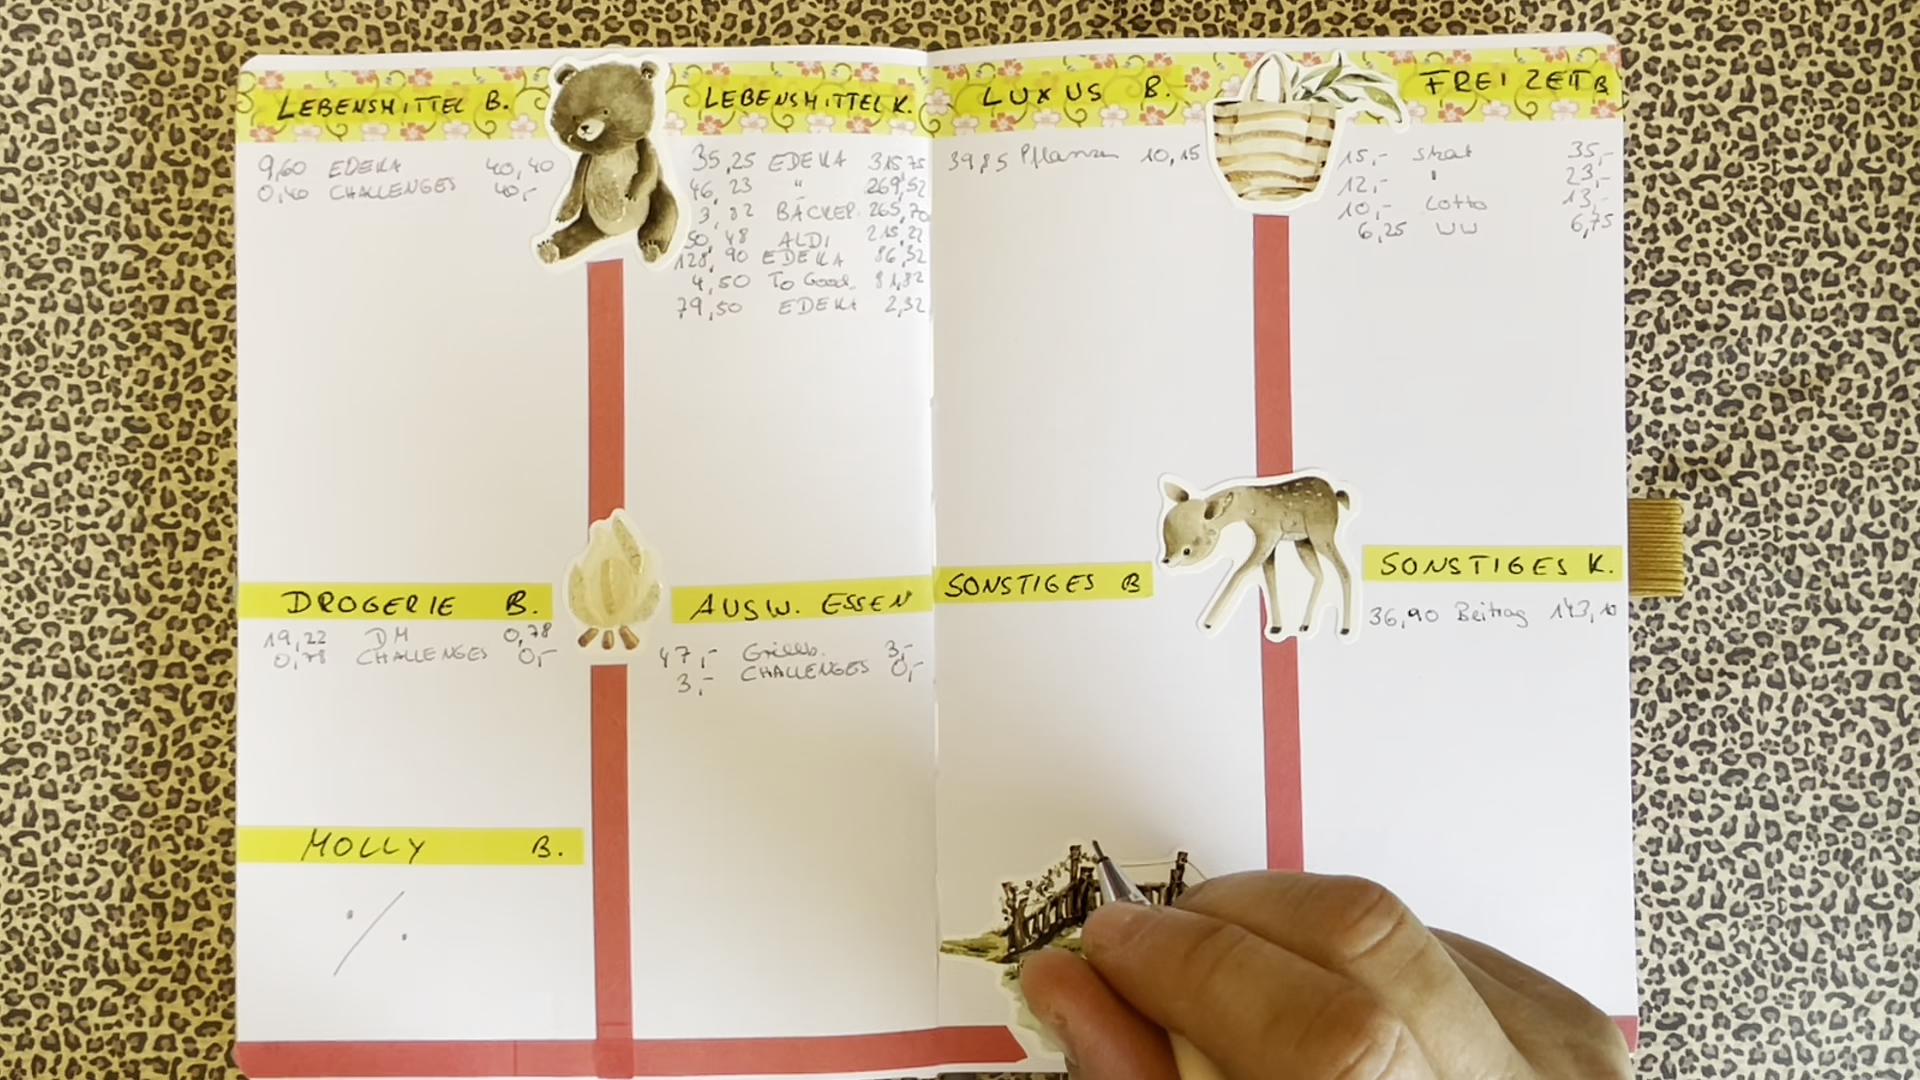 LEBENSMITTEL B.
9,60 EDEKA 40,40
0,40 CHALLENGES 40,-
LEBENSMITTEL K.
35,25 EDEKA 315,75
46,23 " 269,52
3,82 BÄCKER 265,70
50,48 ALDI 215,22
128,90 EDEKA 86,32
4,50 To Good 81,82
79,50 EDEKA 2,32
LUXUS B.
39,85 Pflanzen 10,15
FREIZEIT B
15,- Skat 35,-
12,- " 23,-
10,- Lotto 13,-
6,25 6,75
DROGERIE B.
19,22 DM 0,78
0,78 CHALLENGES 0,-
AUSW. ESSEN
47,- Grillb. 3,-
3,- CHALLENGES 0,-
SONSTIGES B
SONSTIGES K.
36,90 Beitrag 143,10
MOLLY B.